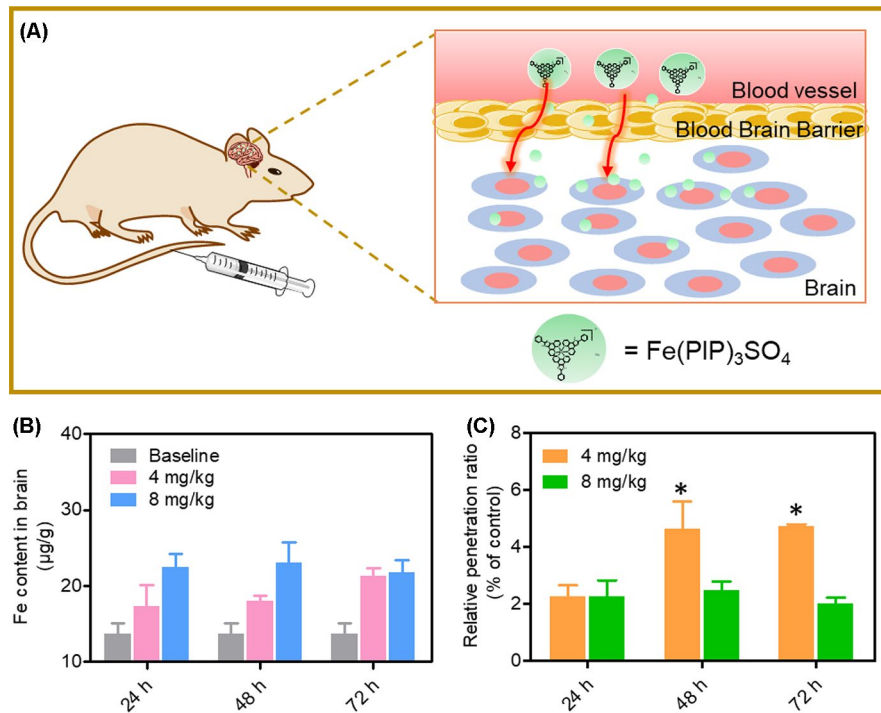 (A)
Blood vessel
Blood Brain Barrier
Brain
= Fe(PIP)₃SO₄
(B)
Fe content in brain
(µg/g)
40
30
20
10
Baseline
4 mg/kg
8 mg/kg
24 h
48 h
72 h
(C)
Relative penetration ratio
(% of control)
8
6
4
2
0
4 mg/kg
8 mg/kg
*
*
24 h
48 h
72 h